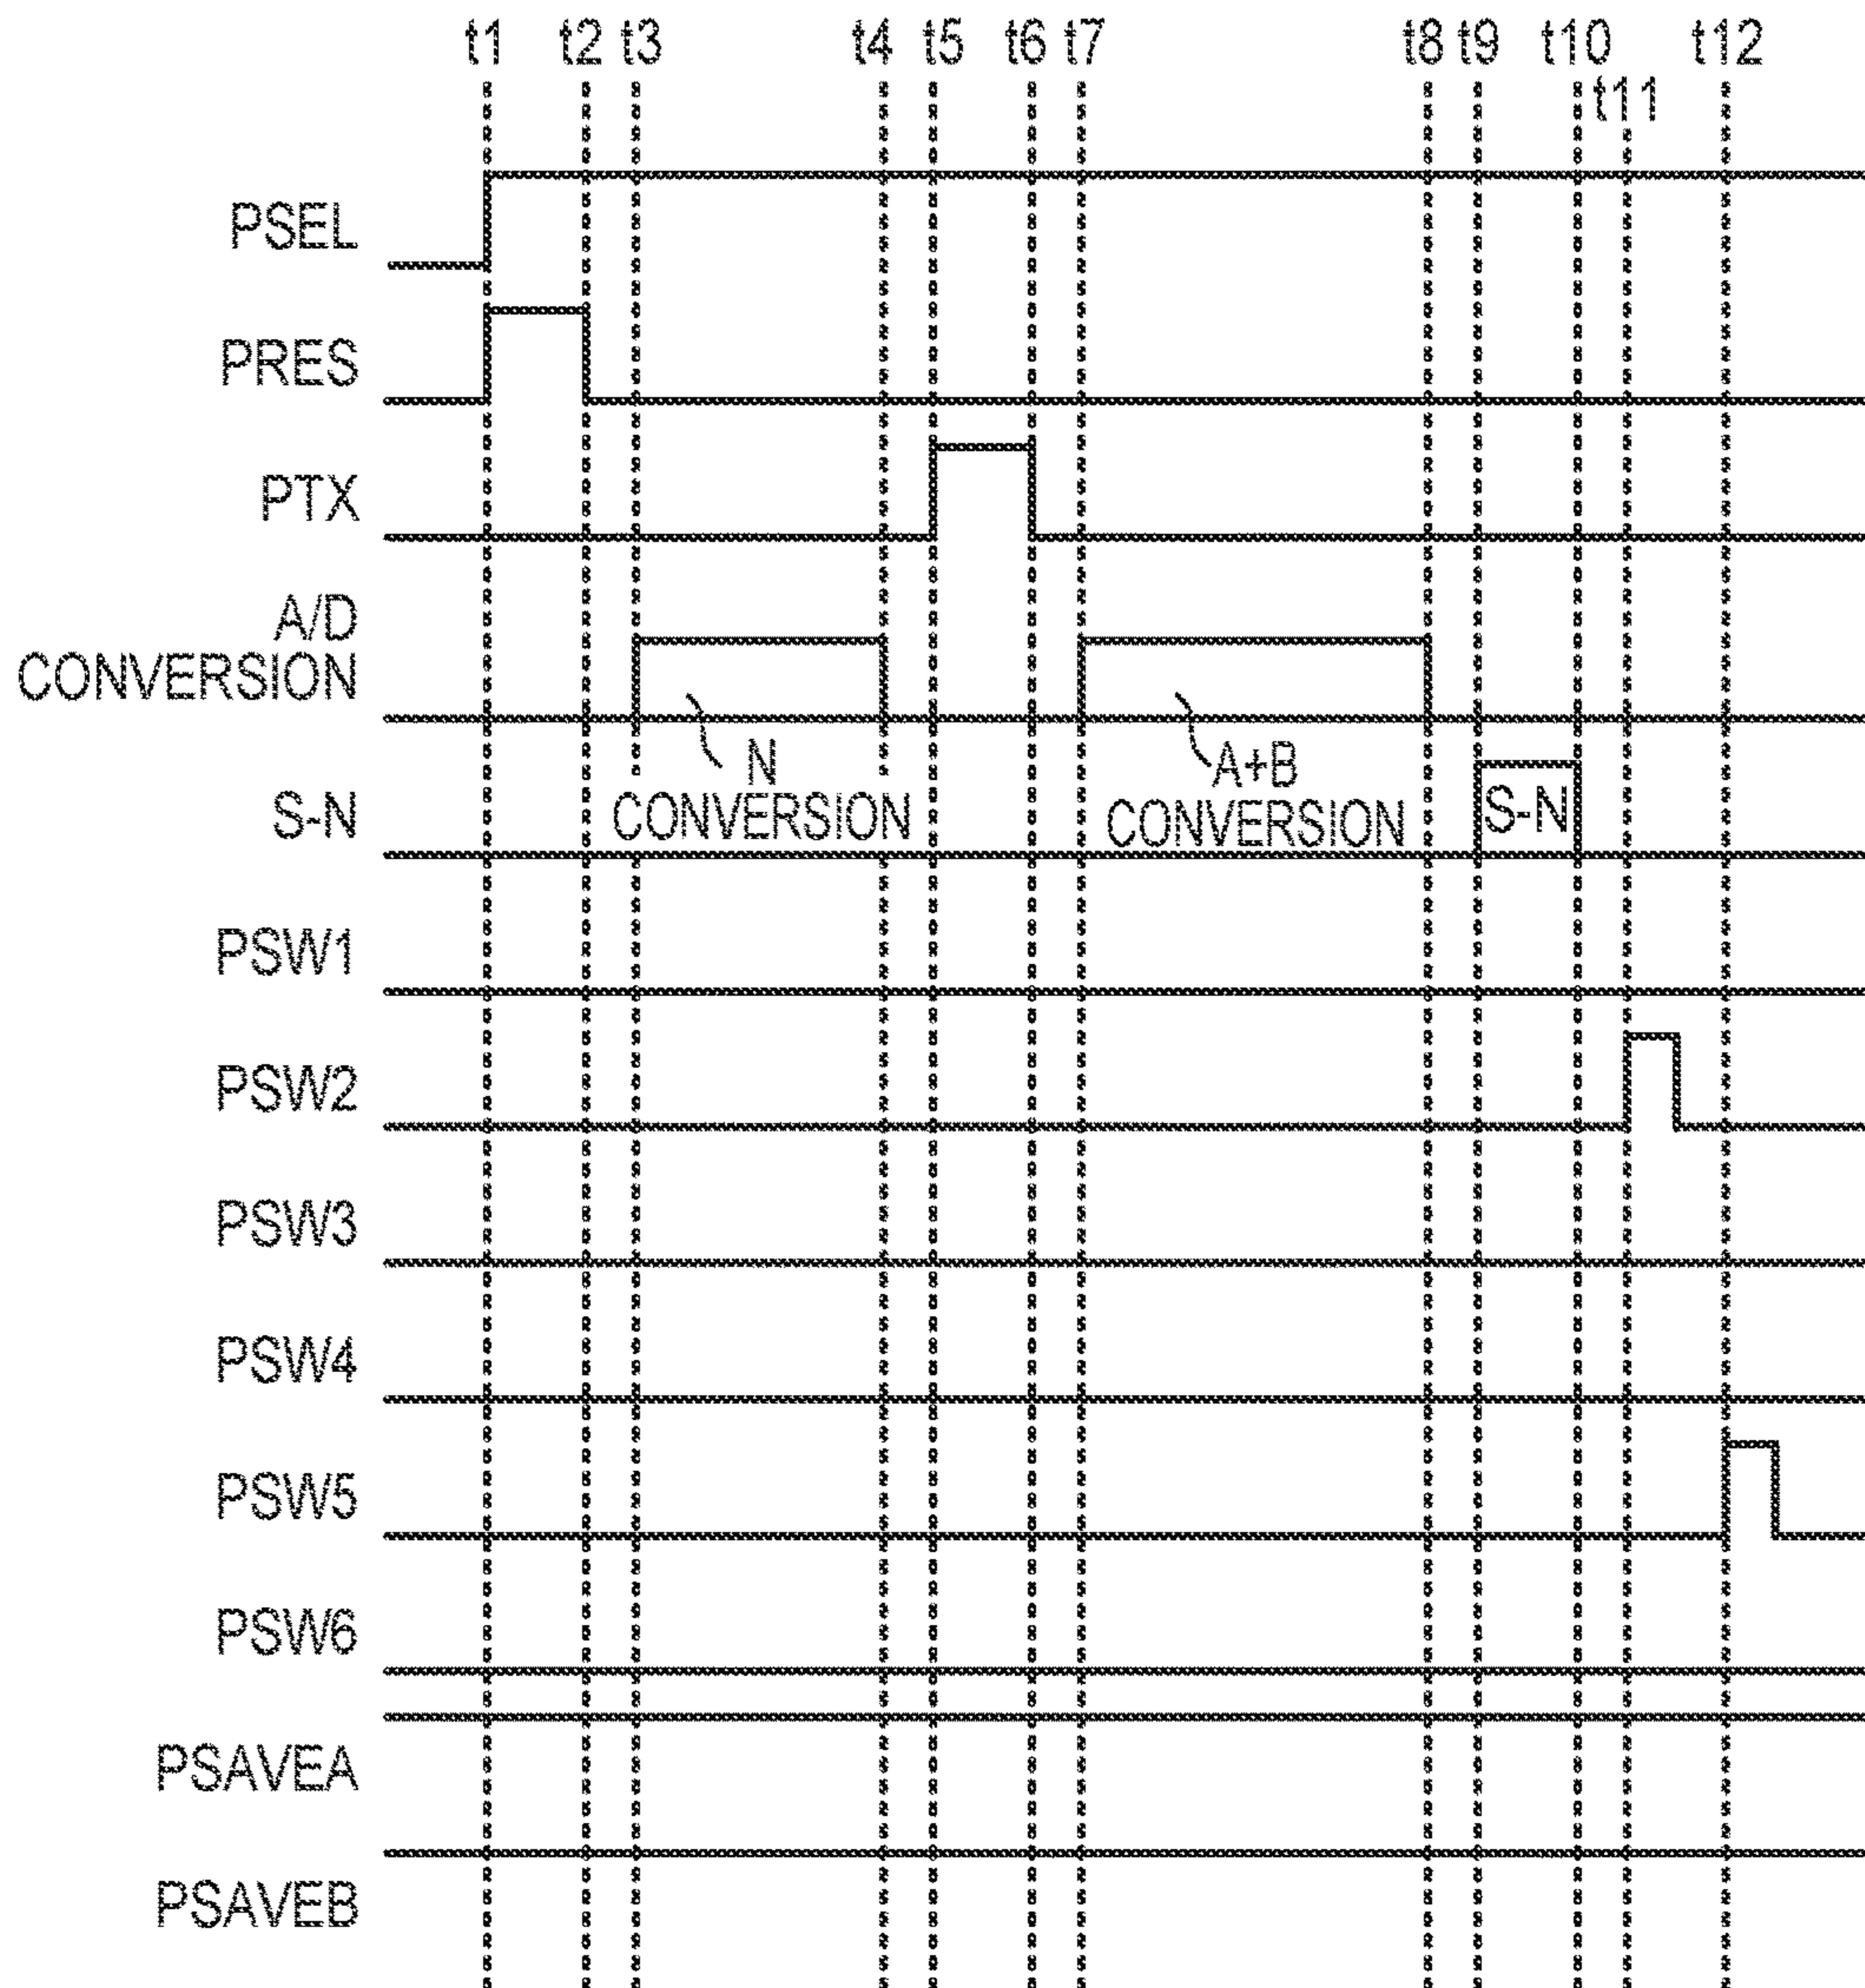 t1 t2 t3 t4 t5 t6 t7 t8 t9 t10 t12
t11
PSEL
PRES
PTX
A/D
CONVERSION
N
CONVERSION
A+B
CONVERSION
S-N
S-N
PSW1
PSW2
PSW3
PSW4
PSW5
PSW6
PSAVEA
PSAVEB